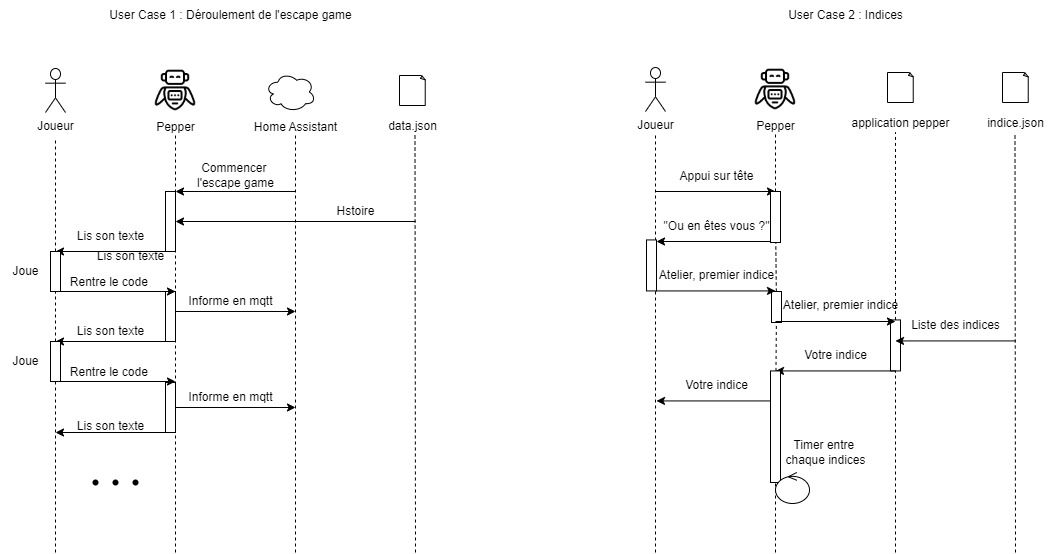 User Case 1 : Déroulement de l'escape game
Joueur
Pepper
Home Assistant
data.json
Commencer
l'escape game
Hstoire
Lis son texte
Lis son texte
Joue
Rentre le code
Informe en mqtt
Lis son texte
Joue
Rentre le code
Informe en mqtt
Lis son texte
User Case 2 : Indices
Joueur
Pepper
application pepper
indice.json
Appui sur tête
"Ou en êtes vous ?"
Atelier, premier indice
Atelier, premier indice
Liste des indices
Votre indice
Votre indice
Timer entre
chaque indices